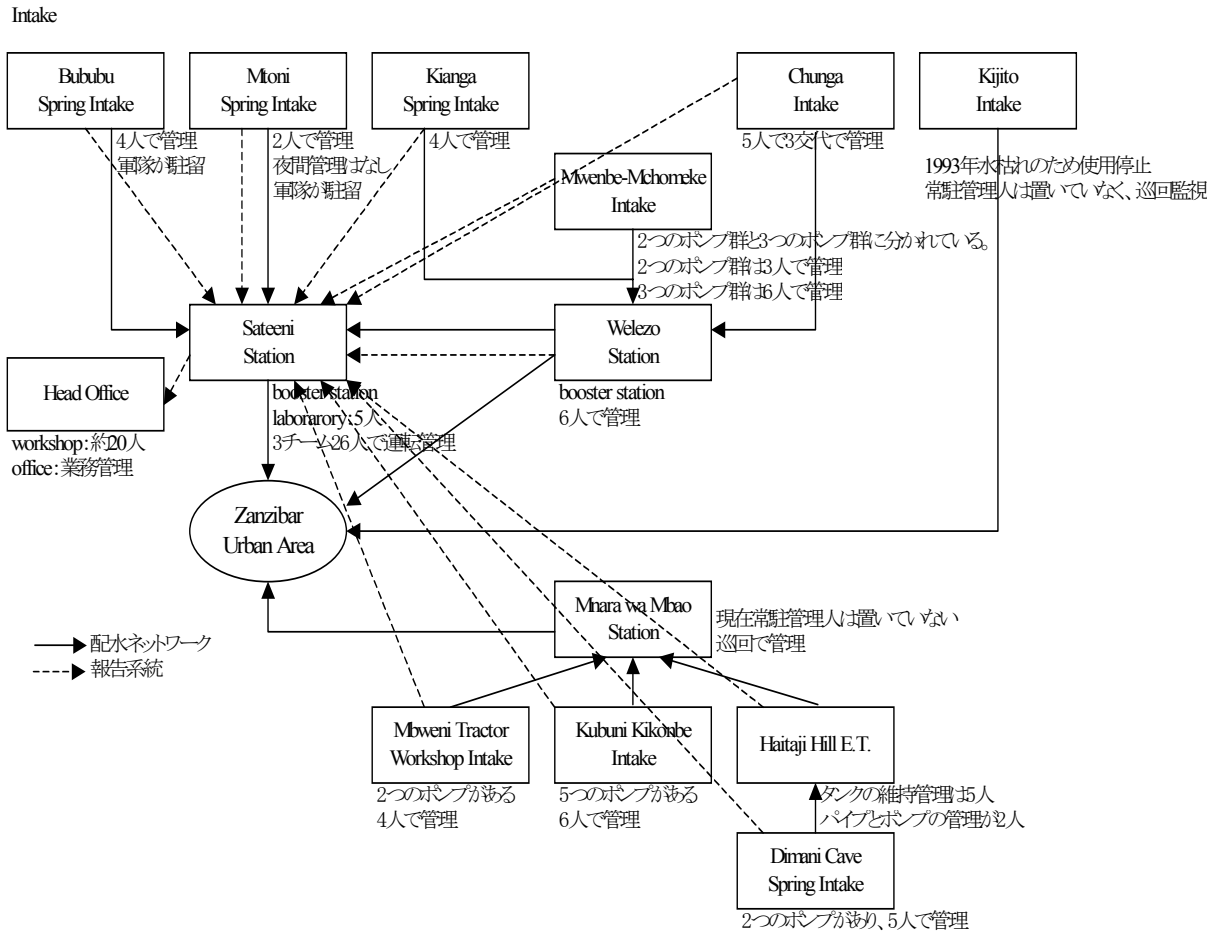 Intake
Bububu
Spring Intake
4人で管理
軍隊が駐留
Mtoni
Spring Intake
2人で管理
夜間管理はなし
軍隊が駐留
Kianga
Spring Intake
4人で管理
Chunga
Intake
5人で3交代で管理
Kijito
Intake
1993年水枯れのため使用停止
常駐管理人は置いていなく、巡回監視
Mwenbe-Mchomeke
Intake
2つのポンプ群と3つのポンプ群に分かれている。
2つのポンプ群は3人で管理
3つのポンプ群は6人で管理
Sateeni
Station
booster station
laborarory:5人
3チーム26人で運転管理
Welezo
Station
booster station
6人で管理
Head Office
workshop:約20人
office:業務管理
Zanzibar
Urban Area
Mnara wa Mbao
Station
現在常駐管理人は置いていない
巡回で管理
配水ネットワーク
報告系統
Mbweni Tractor
Workshop Intake
2つのポンプがある
4人で管理
Kubuni Kikonbe
Intake
5つのポンプがある
6人で管理
Haitaji Hill E.T.
タンクの維持管理は5人
パイプとポンプの管理が2人
Dimani Cave
Spring Intake
2つのポンプがあり、5人で管理